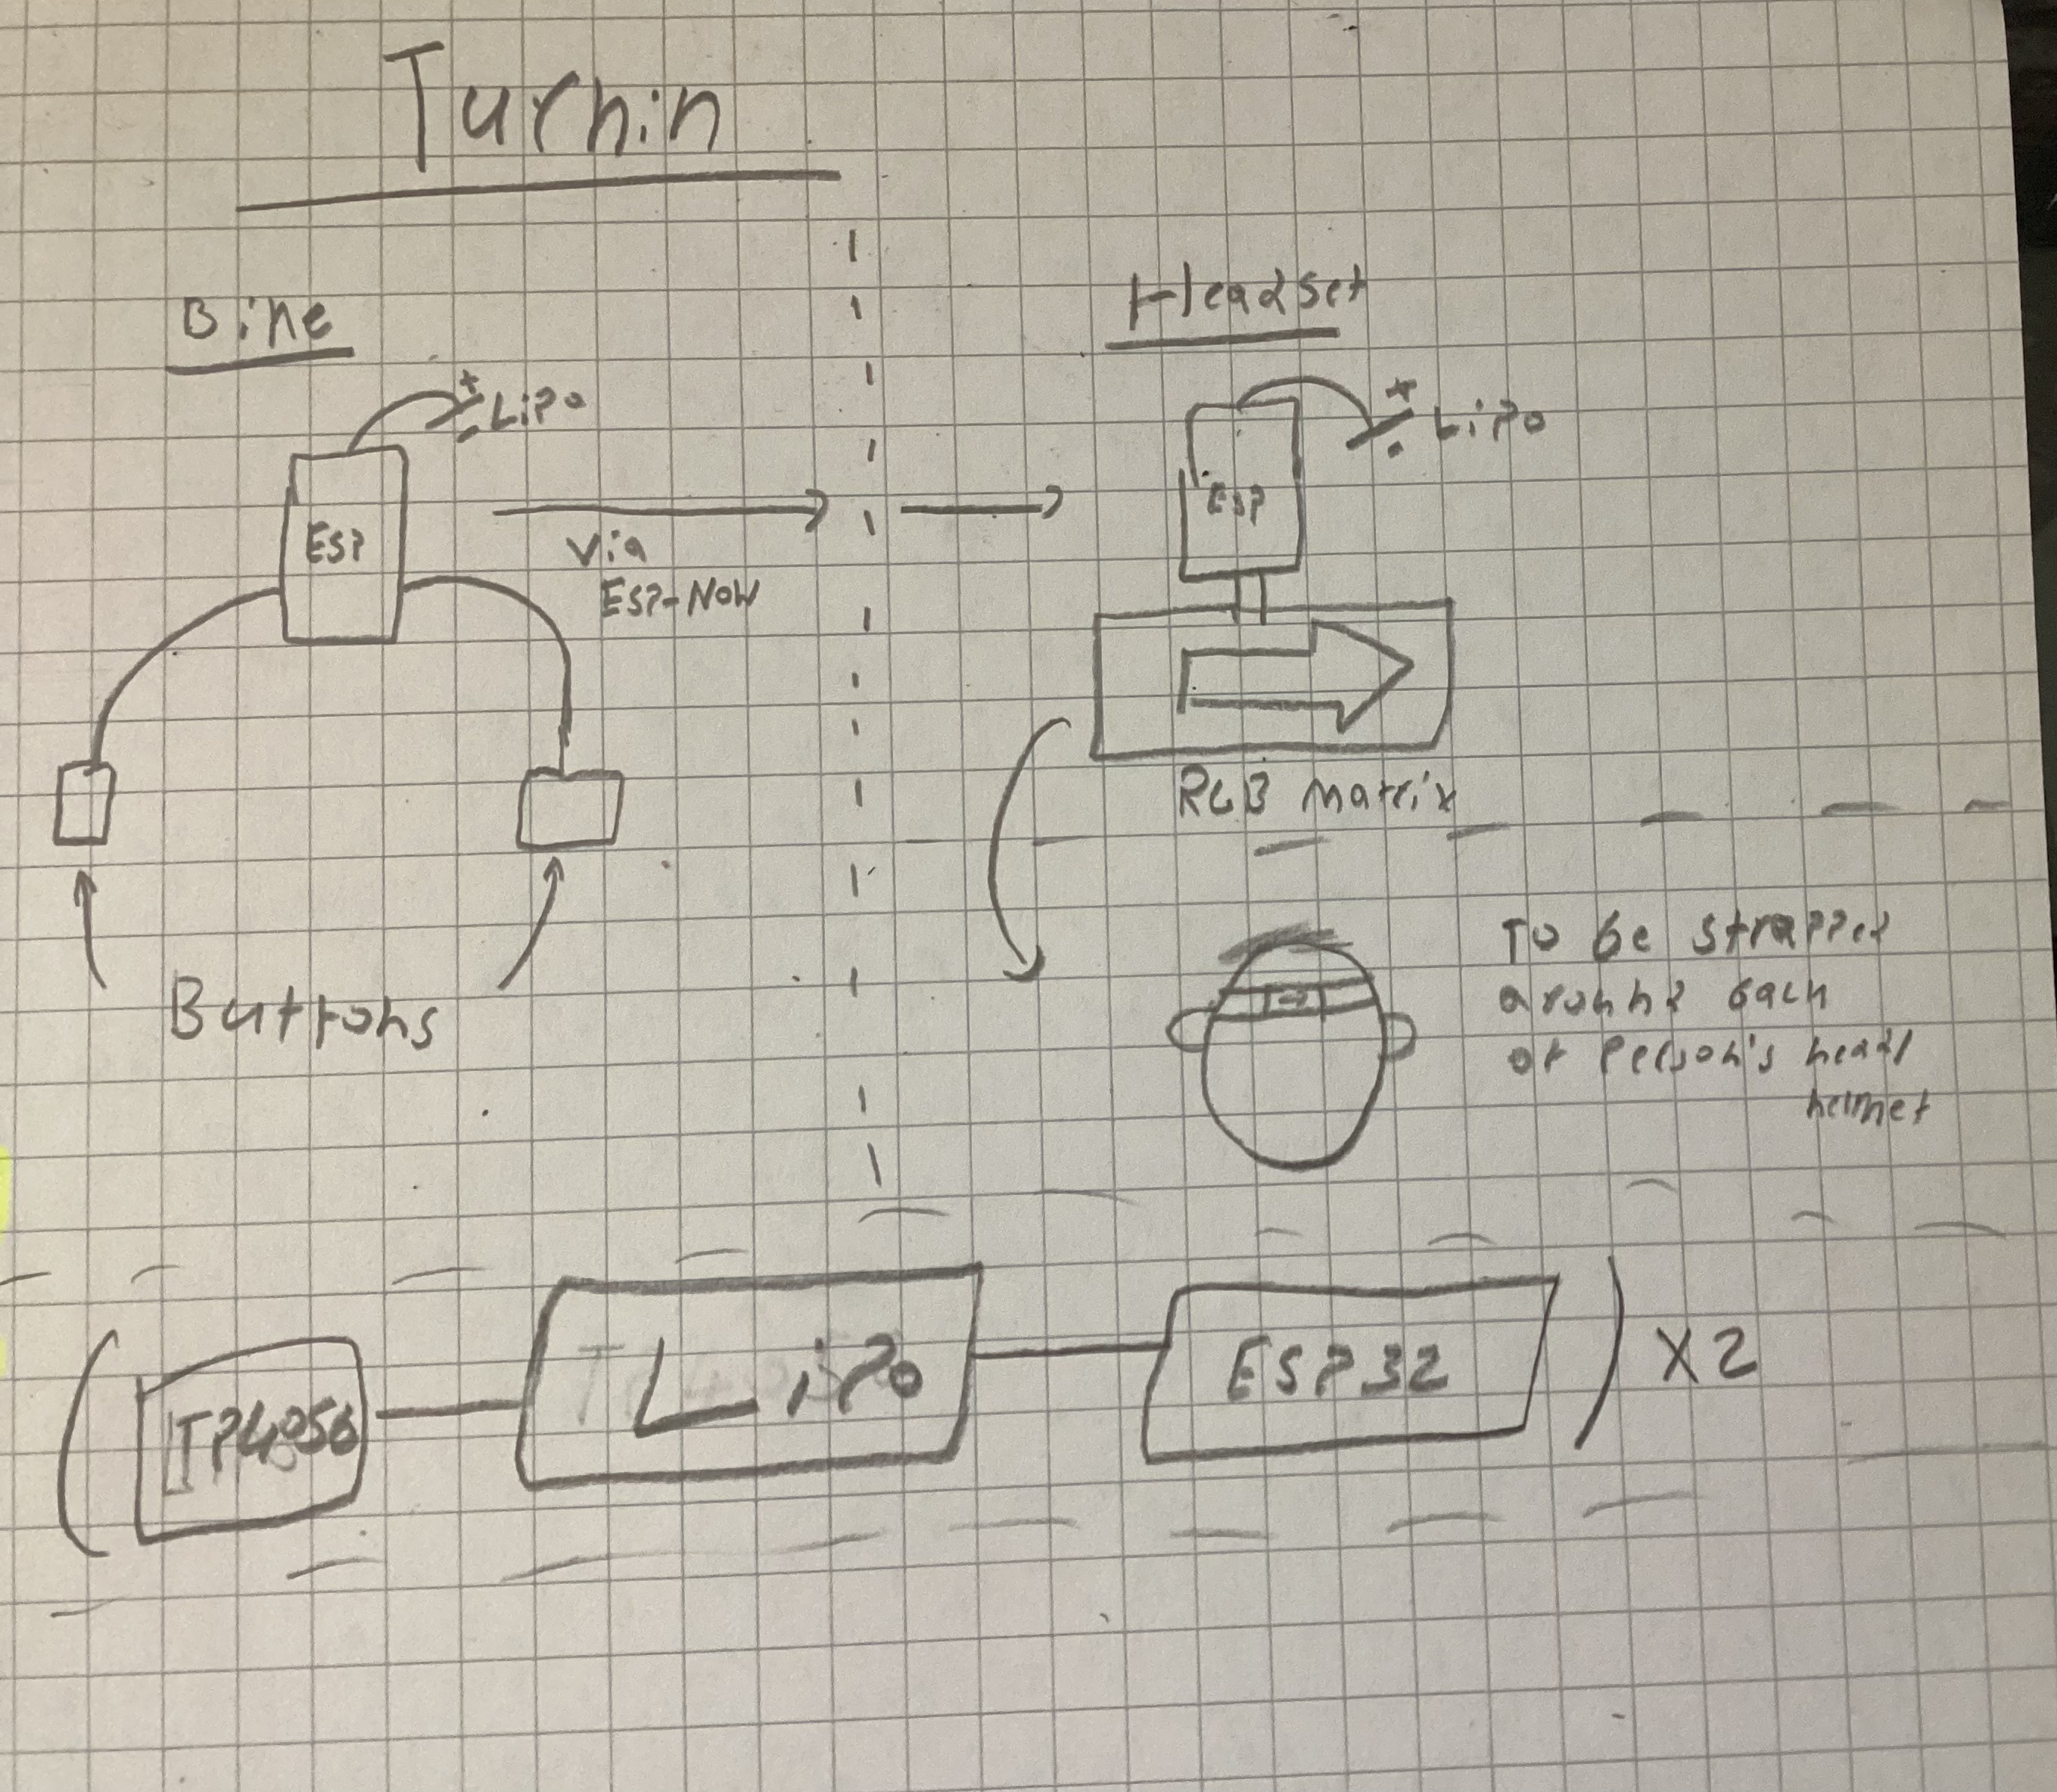 Turnin
Bike
+
LiPo
-
ESP
via
ESP-NOW
Buttons
Headset
+
LiPo
-
ESP
RGB Matrix
To be strapped
around back
of person's head/
helmet
(
TP4056
LiPo
ESP32
) X2